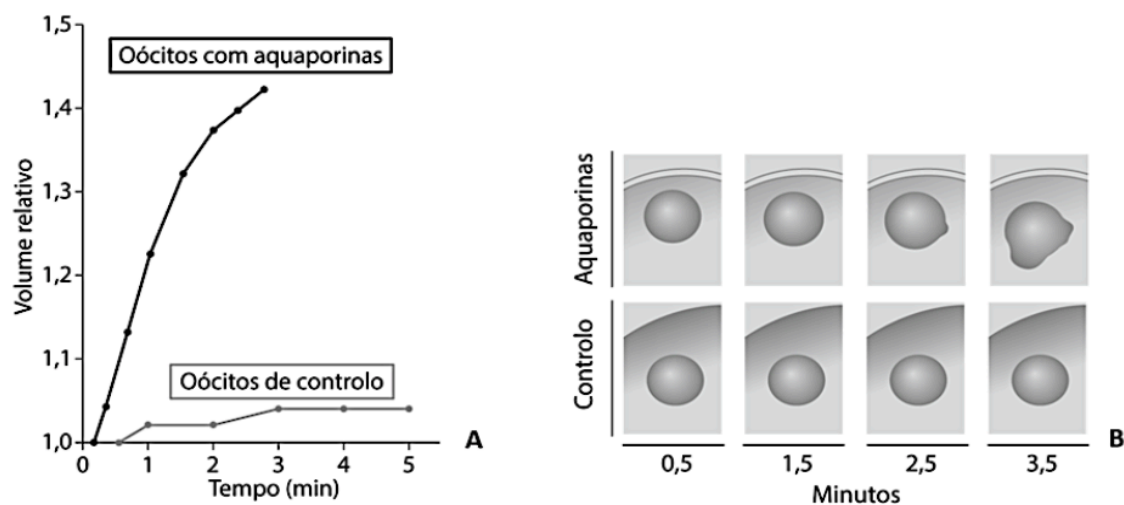 1,5
Oócitos com aquaporinas
1,4
1,3
Volume relativo
1,2
1,1
Oócitos de controlo
1,0
0 1 2 3 4 5
Tempo (min)
A
Aquaporinas
Controlo
0,5 1,5 2,5 3,5
Minutos
B